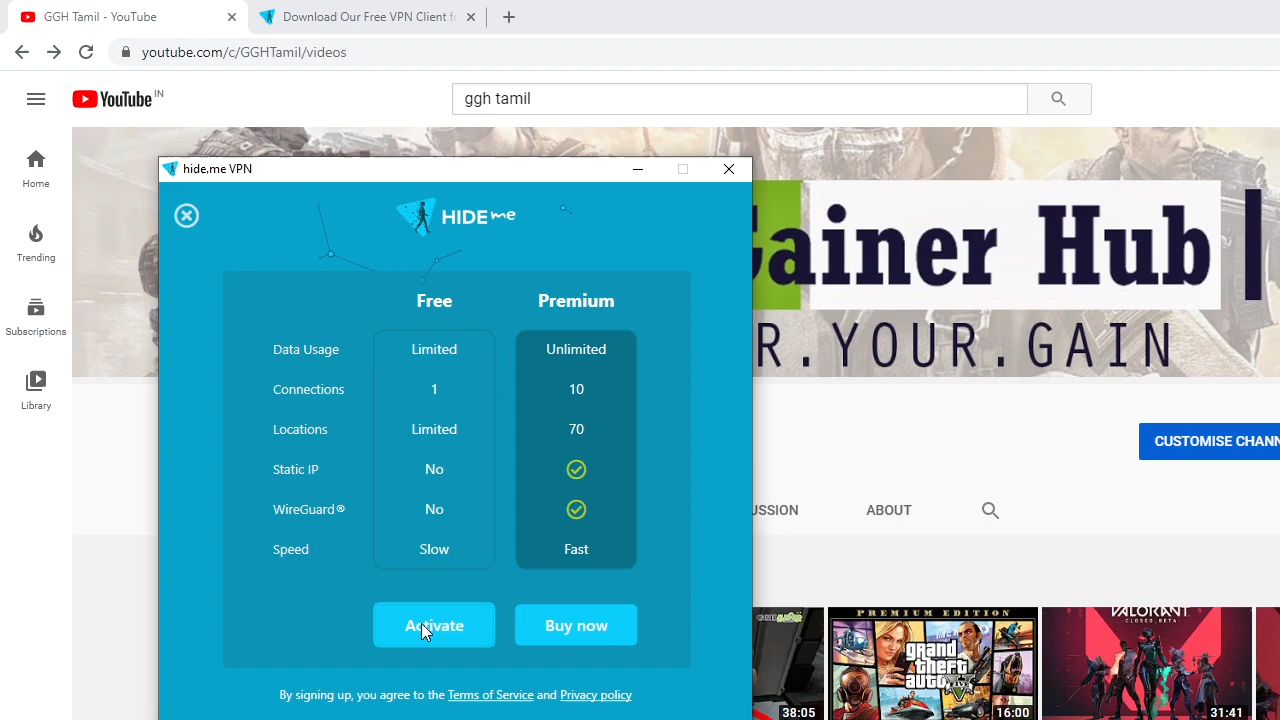 GGH Tamil - YouTube
Download Our Free VPN Client fo
youtube.com/c/GGHTamil/videos
YouTube IN
ggh tamil
Home
Trending
Subscriptions
Library
hide.me VPN
HIDE me
ainer Hub
R.YOUR.GAIN
Free Premium
Data Usage Limited Unlimited
Connections 1 10
Locations Limited 70
Static IP No
WireGuard® No
Speed Slow Fast
Activate Buy now
By signing up, you agree to the Terms of Service and Privacy policy
CUSTOMISE CHANN
USSION ABOUT
PREMIUM EDITION
grand
theft
auto V
VALORANT
CLOSED BETA
38:05
16:00
31:41